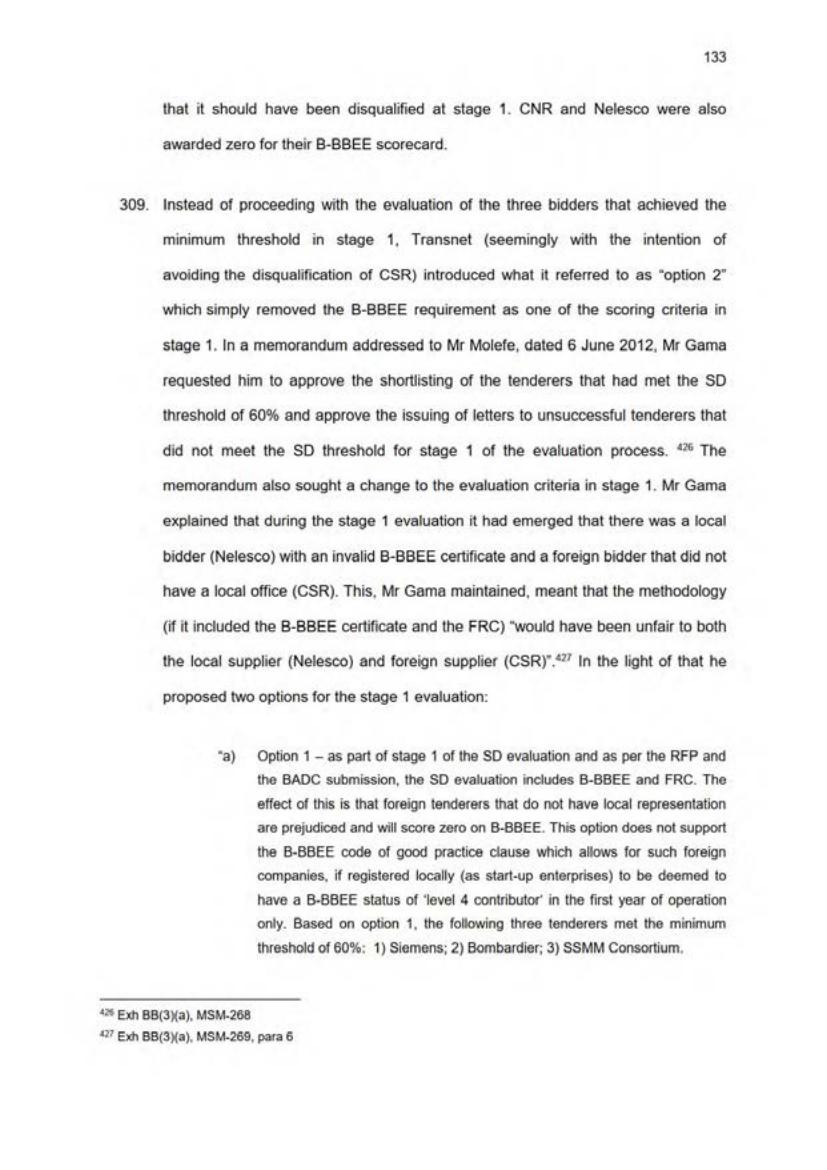 133
that it should have been disqualified at stage 1. CNR and Nelesco were also
awarded zero for their B-BBEE scorecard.
309. Instead of proceeding with the evaluation of the three bidders that achieved the
minimum threshold in stage 1, Transnet (seemingly with the intention of
avoiding the disqualification of CSR) introduced what it referred to as “option 2”
which simply removed the B-BBEE requirement as one of the scoring criteria in
stage 1. In a memorandum addressed to Mr Molefe, dated 6 June 2012, Mr Gama
requested him to approve the shortlisting of the tenderers that had met the SD
threshold of 60% and approve the issuing of letters to unsuccessful tenderers that
did not meet the SD threshold for stage 1 of the evaluation process. 426 The
memorandum also sought a change to the evaluation criteria in stage 1. Mr Gama
explained that during the stage 1 evaluation it had emerged that there was a local
bidder (Nelesco) with an invalid B-BBEE certificate and a foreign bidder that did not
have a local office (CSR). This, Mr Gama maintained, meant that the methodology
(if it included the B-BBEE certificate and the FRC) “would have been unfair to both
the local supplier (Nelesco) and foreign supplier (CSR)”.427 In the light of that he
proposed two options for the stage 1 evaluation:
“a) Option 1 – as part of stage 1 of the SD evaluation and as per the RFP and
the BADC submission, the SD evaluation includes B-BBEE and FRC. The
effect of this is that foreign tenderers that do not have local representation
are prejudiced and will score zero on B-BBEE. This option does not support
the B-BBEE code of good practice clause which allows for such foreign
companies, if registered locally (as start-up enterprises) to be deemed to
have a B-BBEE status of ‘level 4 contributor’ in the first year of operation
only. Based on option 1, the following three tenderers met the minimum
threshold of 60%: 1) Siemens; 2) Bombardier; 3) SSMM Consortium.
426 Exh BB(3)(a), MSM-268
427 Exh BB(3)(a), MSM-269, para 6